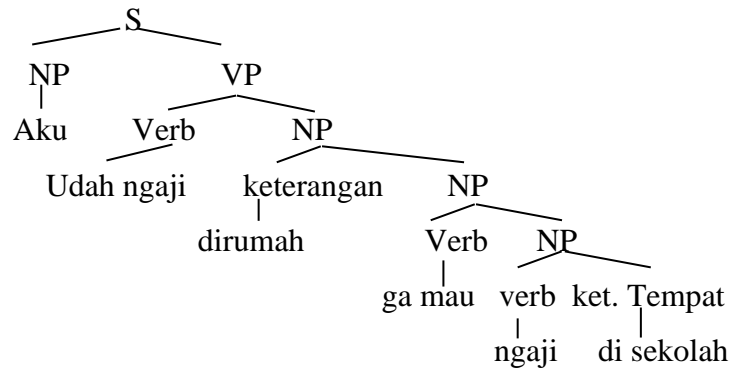 S
NP VP
Aku Verb NP
Udah ngaji keterangan NP
dirumah Verb NP
ga mau verb ket. Tempat
ngaji di sekolah